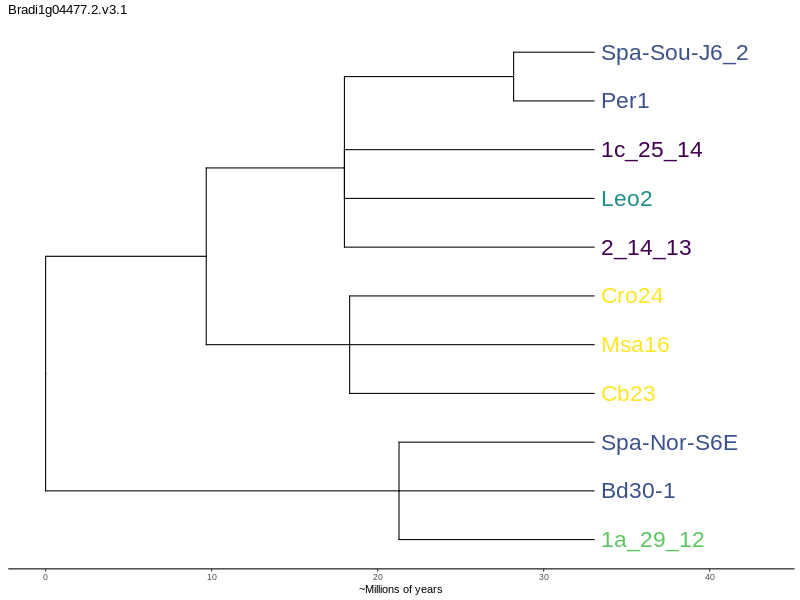 Bradi1g04477.2.v3.1
Spa-Sou-J6_2
Per1
1c_25_14
Leo2
2_14_13
Cro24
Msa16
Cb23
Spa-Nor-S6E
Bd30-1
1a_29_12
0 10 20 30 40
~Millions of years